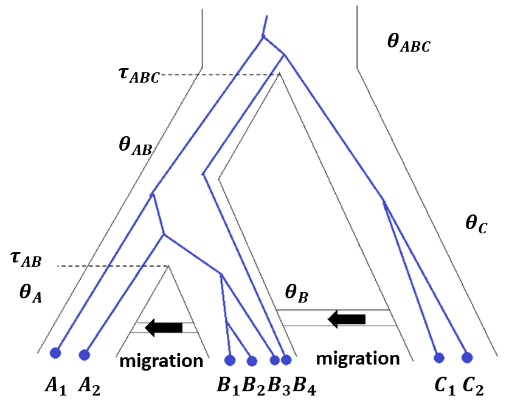 θ_ABC
τ_ABC
θ_AB
θ_C
τ_AB
θ_A
θ_B
migration migration
A_1 A_2 B_1 B_2 B_3 B_4 C_1 C_2